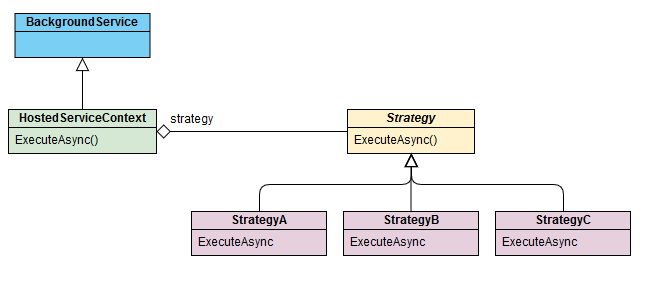 BackgroundService
HostedServiceContext
ExecuteAsync()
strategy
Strategy
ExecuteAsync()
StrategyA
ExecuteAsync
StrategyB
ExecuteAsync
StrategyC
ExecuteAsync